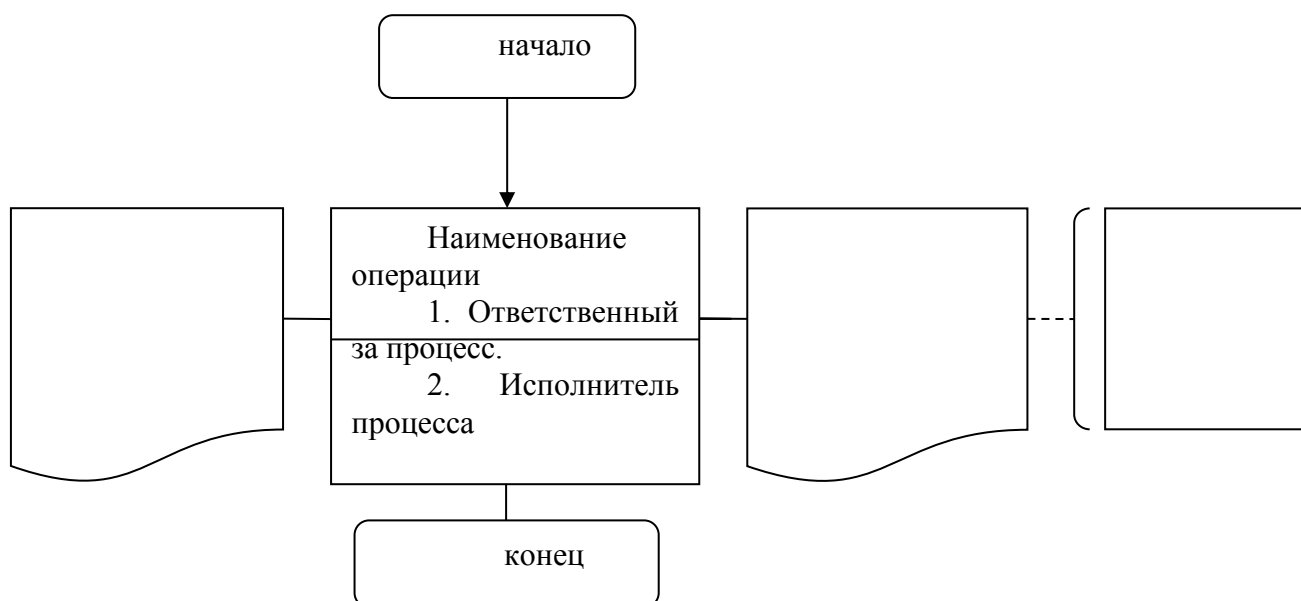 начало
Наименование
операции
1. Ответственный
за процесс.
2. Исполнитель
процесса
конец